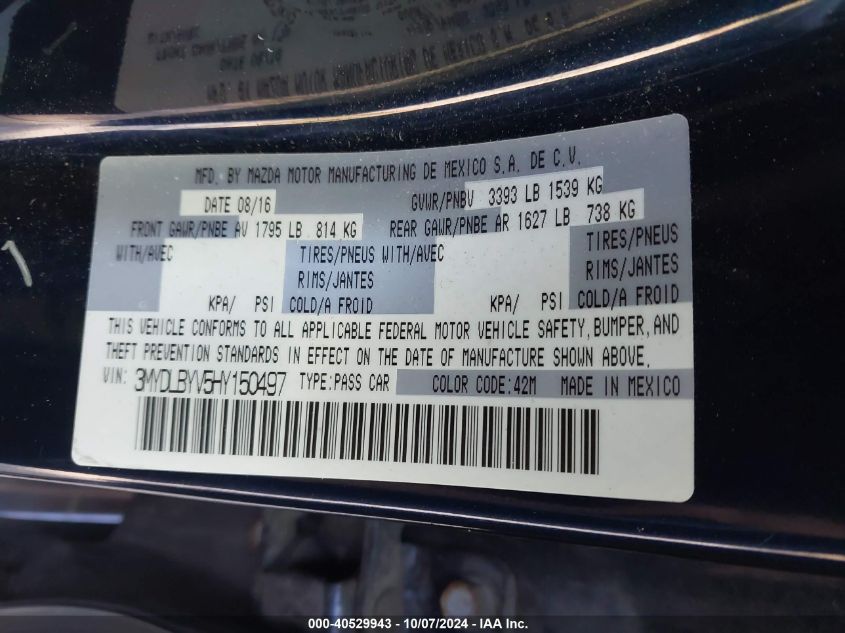 MFD. BY MAZDA MOTOR MANUFACTURING DE MEXICO S.A. DE C.V.
DATE 08/16 GVWR/PNBV 3393 LB 1539 KG
FRONT GAWR/PNBE AV 1795 LB 814 KG REAR GAWR/PNBE AR 1627 LB 738 KG
WITH/AVEC TIRES/PNEUS WITH/AVEC TIRES/PNEUS
RIMS/JANTES RIMS/JANTES
KPA/ PSI COLD/A FROID KPA/ PSI COLD/A FROID
THIS VEHICLE CONFORMS TO ALL APPLICABLE FEDERAL MOTOR VEHICLE SAFETY, BUMPER, AND
THEFT PREVENTION STANDARDS IN EFFECT ON THE DATE OF MANUFACTURE SHOWN ABOVE.
VIN: 3MYDLBYV5HY150497 TYPE:PASS CAR COLOR CODE:42M MADE IN MEXICO
000-40529943 - 10/07/2024 - IAA Inc.